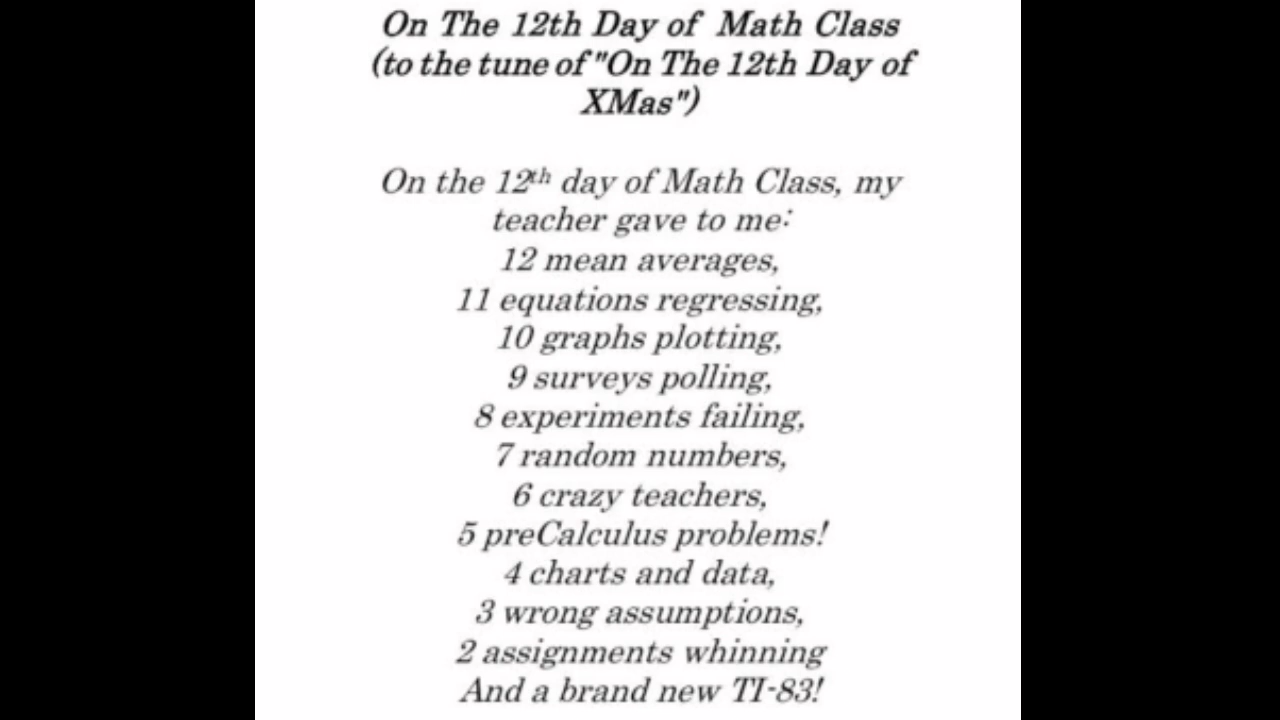 On The 12th Day of Math Class
(to the tune of "On The 12th Day of
XMas")
On the 12th day of Math Class, my
teacher gave to me:
12 mean averages,
11 equations regressing,
10 graphs plotting,
9 surveys polling,
8 experiments failing,
7 random numbers,
6 crazy teachers,
5 preCalculus problems!
4 charts and data,
3 wrong assumptions,
2 assignments whinning
And a brand new TI-83!